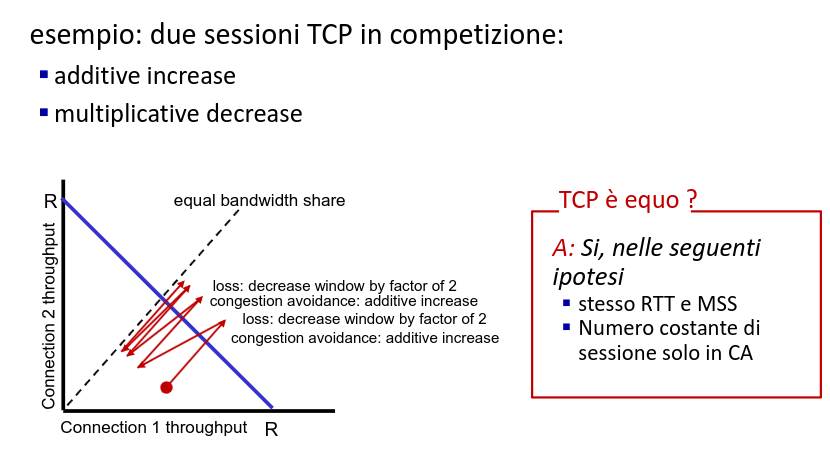 esempio: due sessioni TCP in competizione:
additive increase
multiplicative decrease
R
equal bandwidth share
Connection 2 throughput
loss: decrease window by factor of 2
congestion avoidance: additive increase
loss: decrease window by factor of 2
congestion avoidance: additive increase
Connection 1 throughput
R
TCP è equo ?
A: Si, nelle seguenti
ipotesi
stesso RTT e MSS
Numero costante di
sessione solo in CA